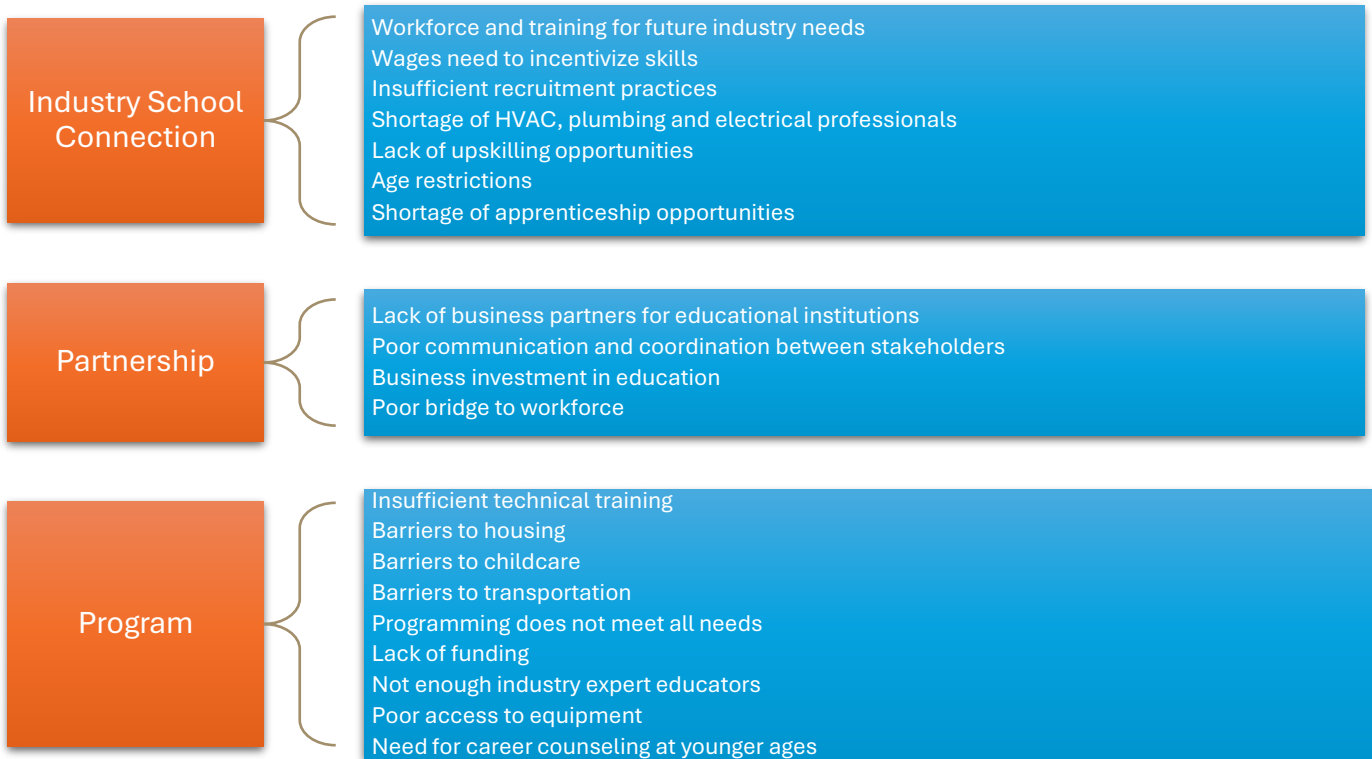 Industry School
Connection
Workforce and training for future industry needs
Wages need to incentivize skills
Insufficient recruitment practices
Shortage of HVAC, plumbing and electrical professionals
Lack of upskilling opportunities
Age restrictions
Shortage of apprenticeship opportunities
Partnership
Lack of business partners for educational institutions
Poor communication and coordination between stakeholders
Business investment in education
Poor bridge to workforce
Program
Insufficient technical training
Barriers to housing
Barriers to childcare
Barriers to transportation
Programming does not meet all needs
Lack of funding
Not enough industry expert educators
Poor access to equipment
Need for career counseling at younger ages